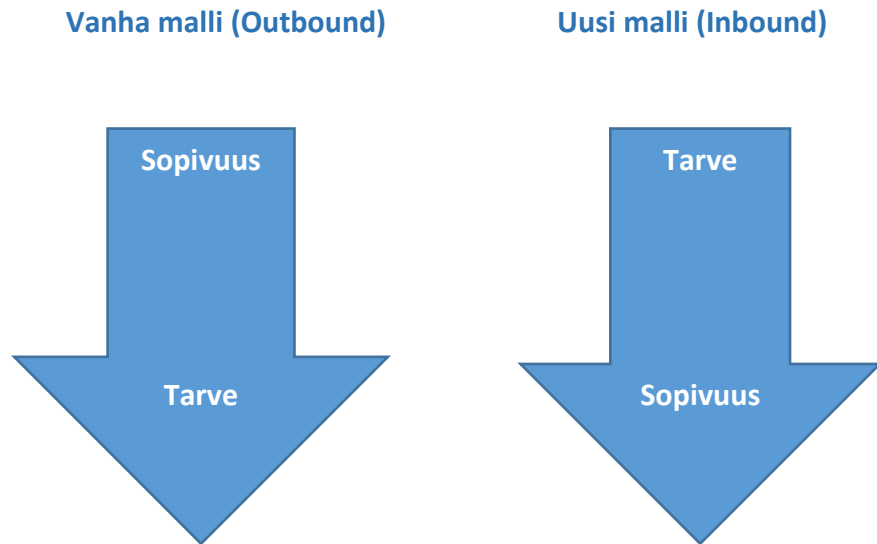 Vanha malli (Outbound)
Uusi malli (Inbound)
Sopivuus
Tarve
Tarve
Sopivuus